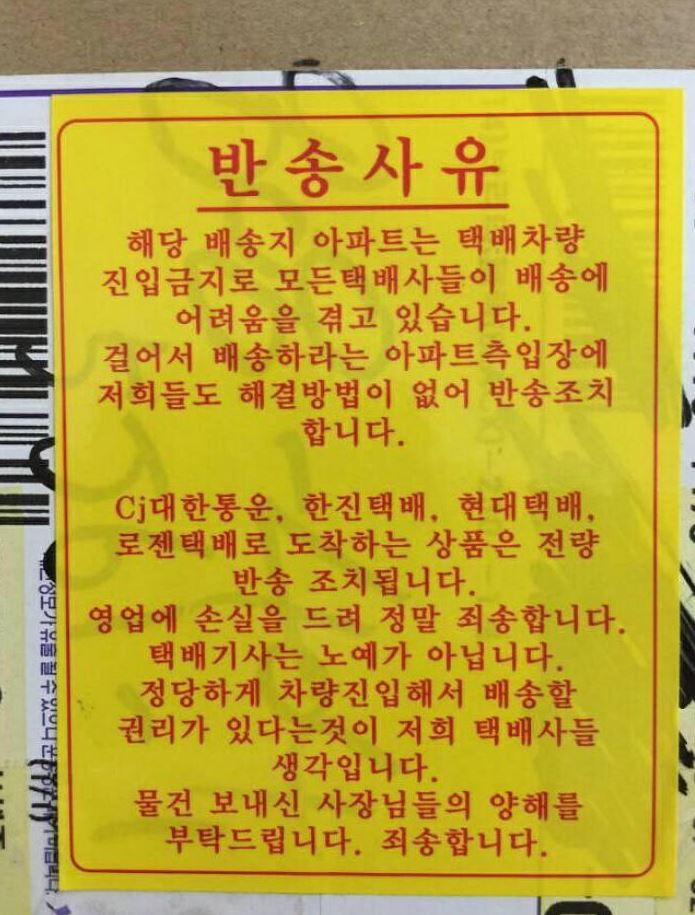 반송사유
해당 배송지 아파트는 택배차량
진입금지로 모든택배사들이 배송에
어려움을 겪고 있습니다.
걸어서 배송하라는 아파트측입장에
저희들도 해결방법이 없어 반송조치
합니다.
Cj대한통운, 한진택배, 현대택배,
로젠택배로 도착하는 상품은 전량
반송 조치됩니다.
영업에 손실을 드려 정말 죄송합니다.
택배기사는 노예가 아닙니다.
정당하게 차량진입해서 배송할
권리가 있다는것이 저희 택배사들
생각입니다.
물건 보내신 사장님들의 양해를
부탁드립니다. 죄송합니다.